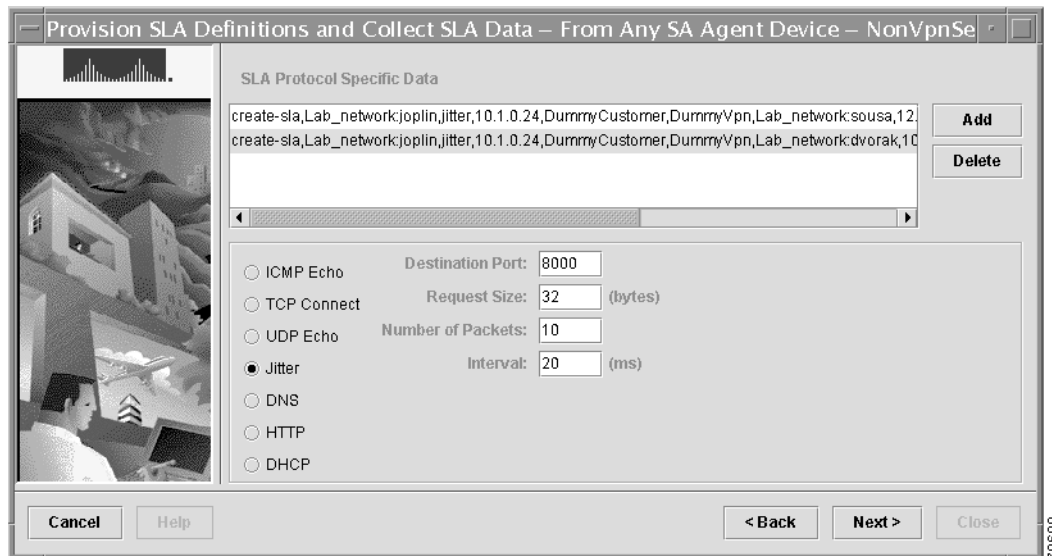 Provision SLA Definitions and Collect SLA Data – From Any SA Agent Device – NonVpnSe
SLA Protocol Specific Data
create-sla,Lab_network:joplin,jitter,10.1.0.24,DummyCustomer,DummyVpn,Lab_network:sousa,12.
create-sla,Lab_network:joplin,jitter,10.1.0.24,DummyCustomer,DummyVpn,Lab_network:dvorak,10
Add
Delete
ICMP Echo
TCP Connect
UDP Echo
Jitter
DNS
HTTP
DHCP
Destination Port: 8000
Request Size: 32 (bytes)
Number of Packets: 10
Interval: 20 (ms)
Cancel
Help
< Back
Next >
Close